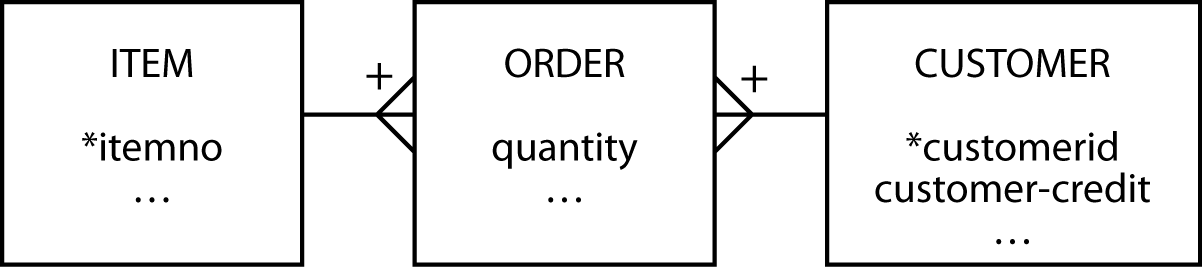 ITEM
*itemno
…
+
ORDER
quantity
…
+
CUSTOMER
*customerid
customer-credit
…